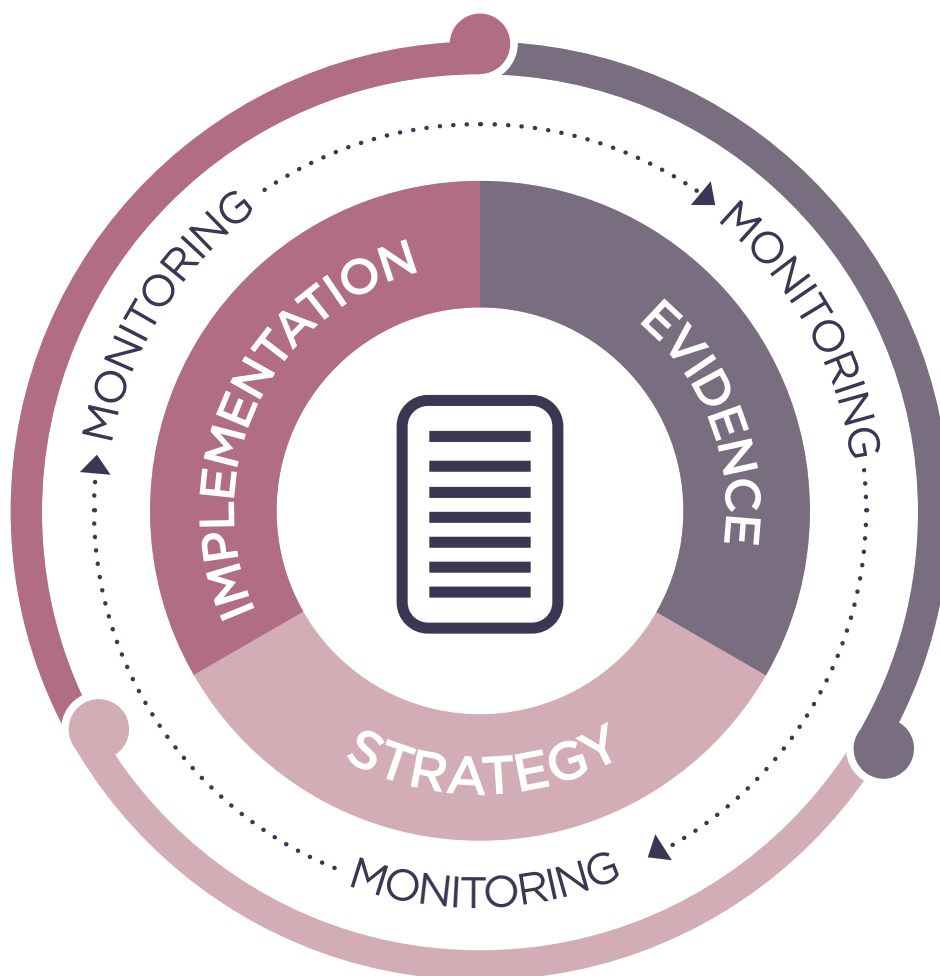 MONITORING
MONITORING
IMPLEMENTATION
EVIDENCE
STRATEGY
MONITORING